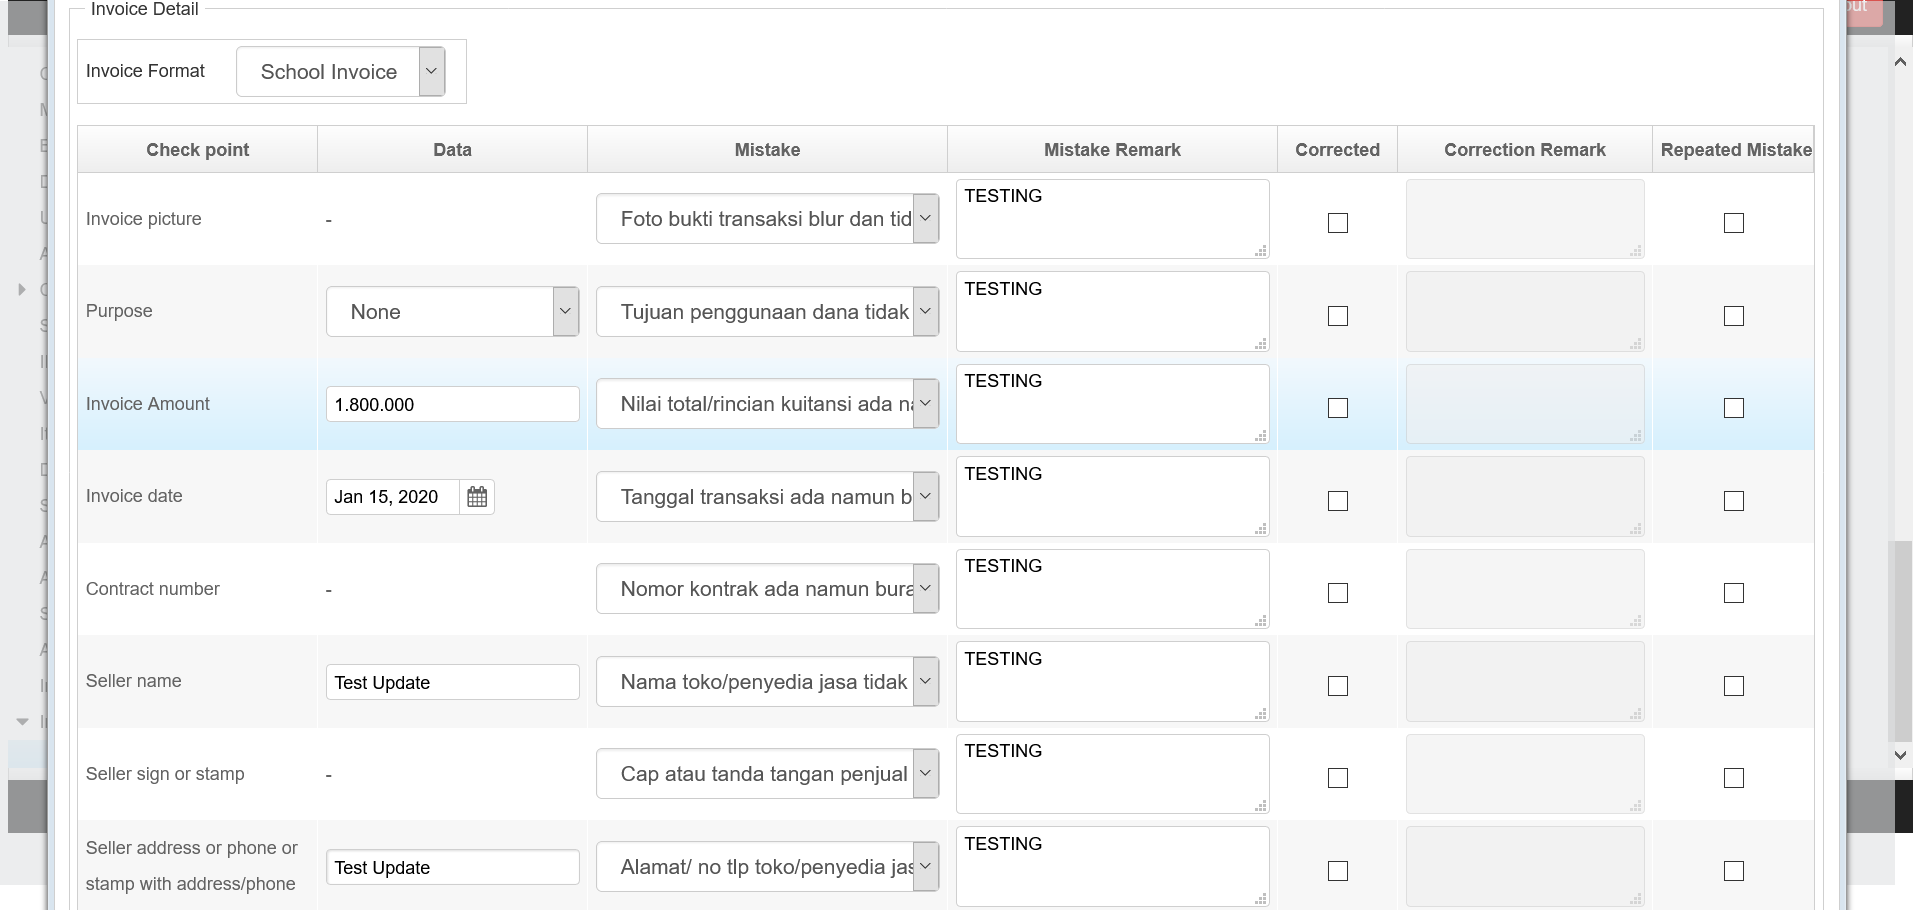 Invoice Detail
out
Invoice Format School Invoice
Check point Data Mistake Mistake Remark Corrected Correction Remark Repeated Mistake
Invoice picture - Foto bukti transaksi blur dan tid TESTING
Purpose None Tujuan penggunaan dana tidak TESTING
Invoice Amount 1.800.000 Nilai total/rincian kuitansi ada na TESTING
Invoice date Jan 15, 2020 Tanggal transaksi ada namun b TESTING
Contract number - Nomor kontrak ada namun bura TESTING
Seller name Test Update Nama toko/penyedia jasa tidak TESTING
Seller sign or stamp - Cap atau tanda tangan penjual TESTING
Seller address or phone or
stamp with address/phone Test Update Alamat/ no tlp toko/penyedia jas TESTING